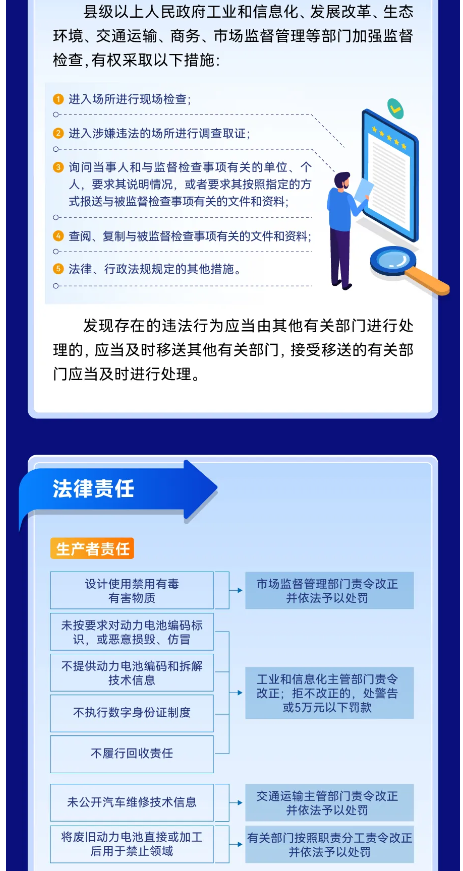 县级以上人民政府工业和信息化、发展改革、生态
环境、交通运输、商务、市场监督管理等部门加强监督
检查,有权采取以下措施:
1 进入场所进行现场检查;
2 进入涉嫌违法的场所进行调查取证;
3 询问当事人和与监督检查事项有关的单位、个
人,要求其说明情况,或者要求其按照指定的方
式报送与被监督检查事项有关的文件和资料;
4 查阅、复制与被监督检查事项有关的文件和资料;
5 法律、行政法规规定的其他措施。
发现存在的违法行为应当由其他有关部门进行处
理的,应当及时移送其他有关部门,接受移送的有关部
门应当及时进行处理。
法律责任
生产者责任
设计使用禁用有毒
有害物质
市场监督管理部门责令改正
并依法予以处罚
未按要求对动力电池编码标
识,或恶意损毁、仿冒
不提供动力电池编码和拆解
技术信息
不执行数字身份证制度
不履行回收责任
工业和信息化主管部门责令
改正;拒不改正的,处警告
或5万元以下罚款
未公开汽车维修技术信息
交通运输主管部门责令改正
并依法予以处罚
将废旧动力电池直接或加工
后用于禁止领域
有关部门按照职责分工责令改正
并依法予以处罚